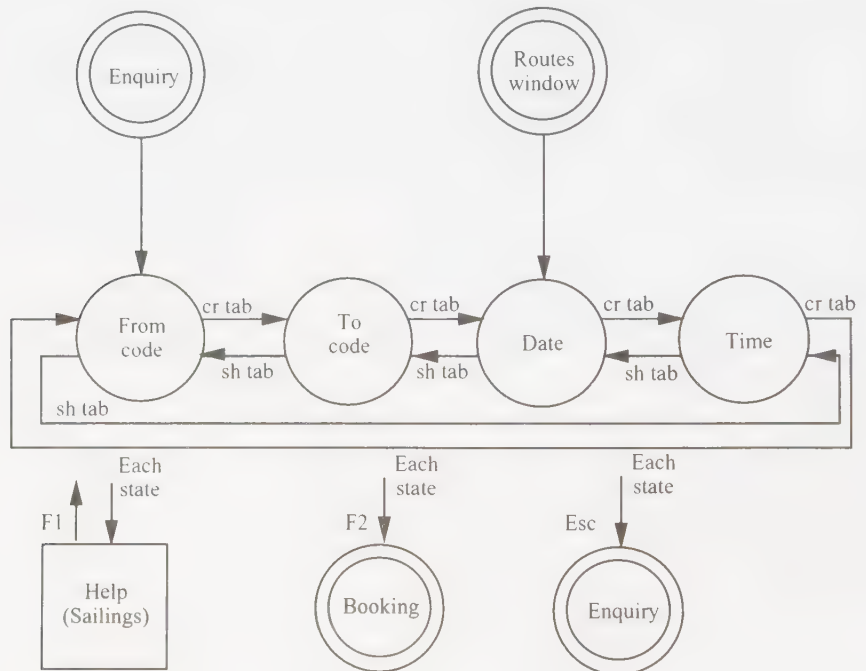 Enquiry
Routes
window
From
code
cr tab
To
code
cr tab
Date
cr tab
Time
cr tab
sh tab
sh tab
sh tab
sh tab
Each
state
F1
Each
state
F2
Each
state
Esc
Help
(Sailings)
Booking
Enquiry